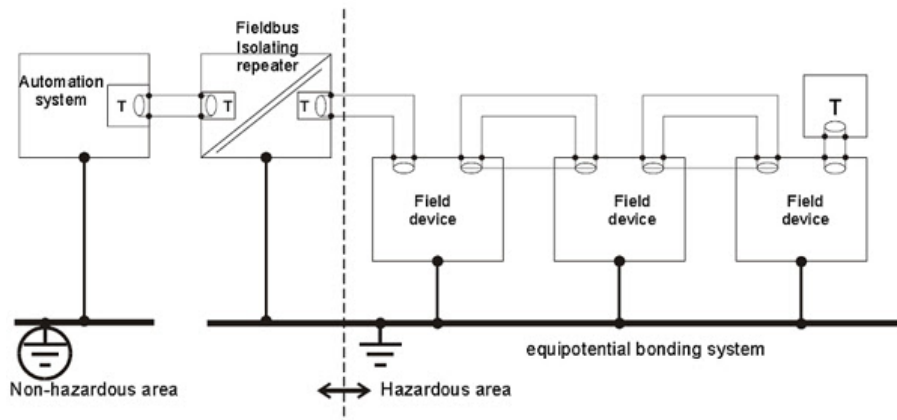 Automation
system
T
Fieldbus
Isolating
repeater
T
T
T
Field
device
Field
device
Field
device
equipotential bonding system
Non-hazardous area
Hazardous area